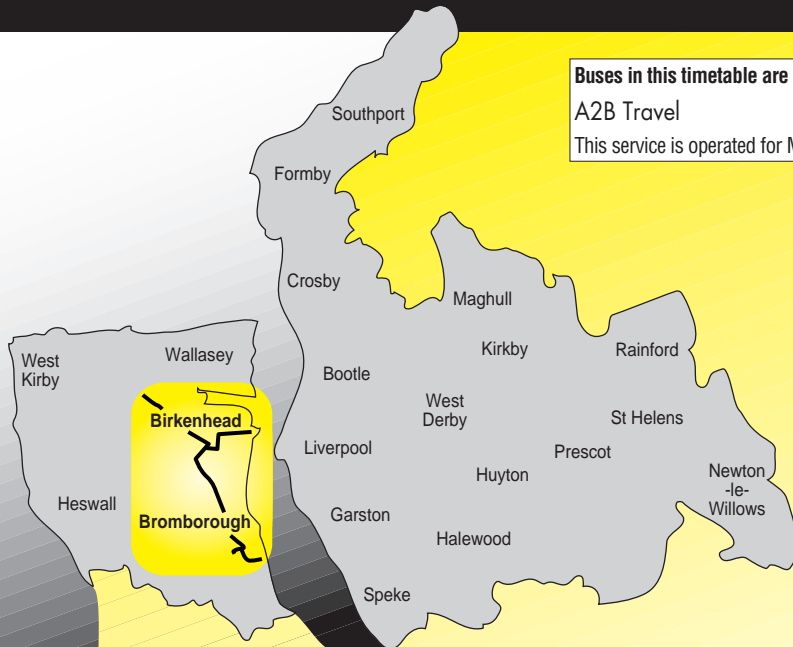 Buses in this timetable are
A2B Travel
This service is operated for M
Southport
Formby
Crosby
Maghull
Kirkby
Rainford
West
Kirby
Wallasey
Bootle
West
Derby
St Helens
Birkenhead
Liverpool
Prescot
Huyton
Newton
-le-
Willows
Heswall
Bromborough
Garston
Halewood
Speke